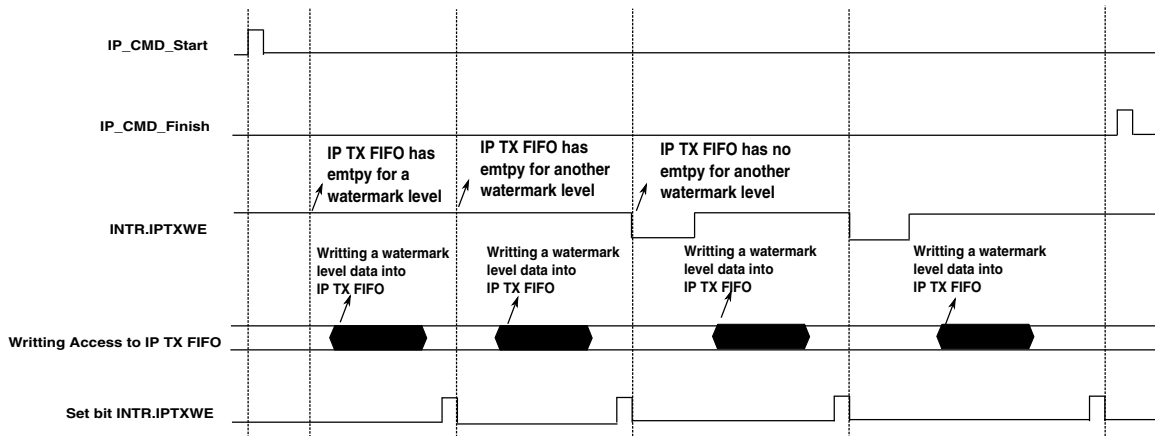 IP_CMD_Start
IP_CMD_Finish
IP TX FIFO has
emtpy for a
watermark level
IP TX FIFO has
emtpy for another
watermark level
IP TX FIFO has no
emtpy for another
watermark level
INTR.IPTXWE
Writting a watermark
level data into
IP TX FIFO
Writting a watermark
level data into
IP TX FIFO
Writting a watermark
level data into
IP TX FIFO
Writting a watermark
level data into
IP TX FIFO
Writting Access to IP TX FIFO
Set bit INTR.IPTXWE